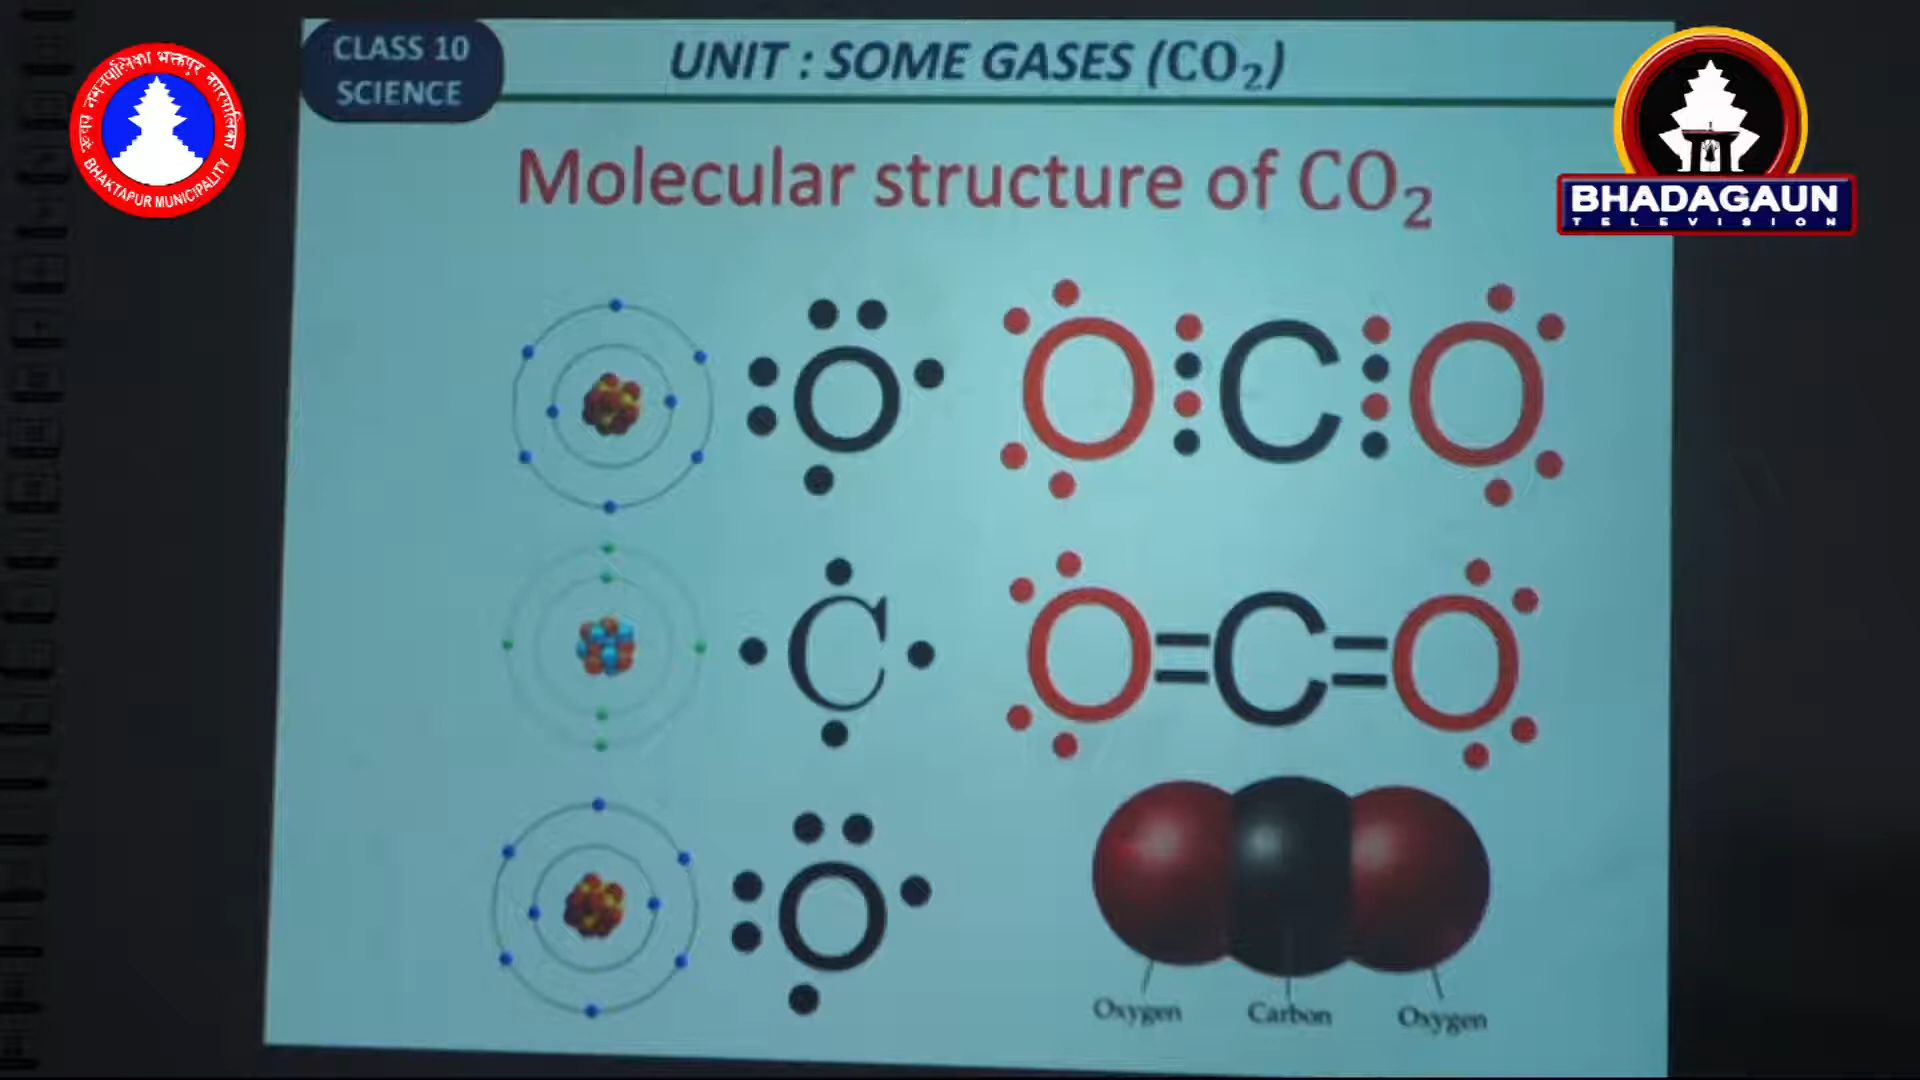 CLASS 10
SCIENCE
UNIT : SOME GASES (CO₂)
BHAKTAPUR MUNICIPALITY
BHADAGAUN
TELEVISION
Molecular structure of CO₂
O
O C O
C
O=C=O
O
Oxygen
Carbon
Oxygen